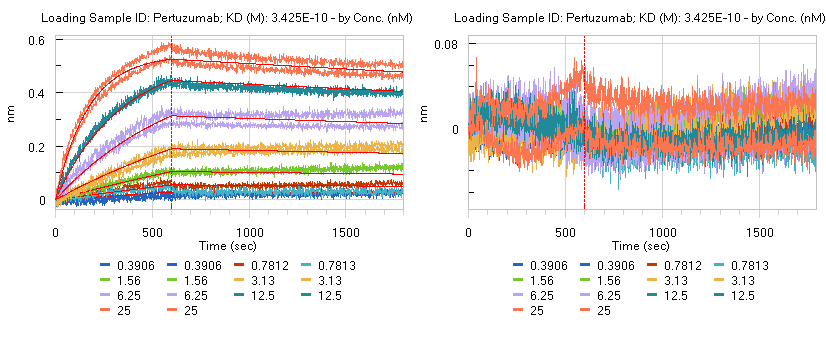 Loading Sample ID: Pertuzumab; KD (M): 3.425E-10 - by Conc. (nM)
0.6
0.4
0.2
0
nm
0 500 1000 1500
Time (sec)
0.3906 0.3906 0.7812 0.7813
1.56 1.56 3.13 3.13
6.25 6.25 12.5 12.5
25 25
Loading Sample ID: Pertuzumab; KD (M): 3.425E-10 - by Conc. (nM)
0.08
0
nm
0 500 1000 1500
Time (sec)
0.3906 0.3906 0.7812 0.7813
1.56 1.56 3.13 3.13
6.25 6.25 12.5 12.5
25 25